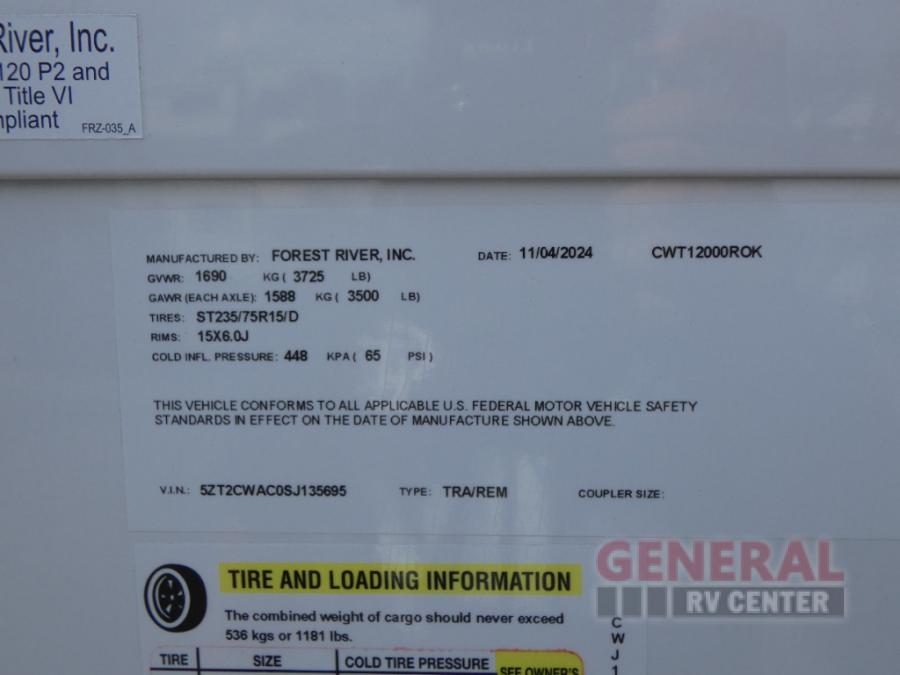 River, Inc.
120 P2 and
Title VI
FRZ-035_A
MANUFACTURED BY: FOREST RIVER, INC. DATE: 11/04/2024 CWT12000ROK
GVWR: 1690 KG ( 3725 LB)
GAWR (EACH AXLE): 1588 KG ( 3500 LB)
TIRES: ST235/75R15/D
RIMS: 15X6.0J
COLD INFL. PRESSURE: 448 KPA ( 65 PSI )
THIS VEHICLE CONFORMS TO ALL APPLICABLE U.S. FEDERAL MOTOR VEHICLE SAFETY
STANDARDS IN EFFECT ON THE DATE OF MANUFACTURE SHOWN ABOVE.
V.I.N.: 5ZT2CWAC0SJ135695 TYPE: TRA/REM COUPLER SIZE:
TIRE AND LOADING INFORMATION
The combined weight of cargo should never exceed
536 kgs or 1181 lbs.
TIRE SIZE COLD TIRE PRESSURE SEE OWNER'S
C
W
J
1
GENERAL
RV CENTER